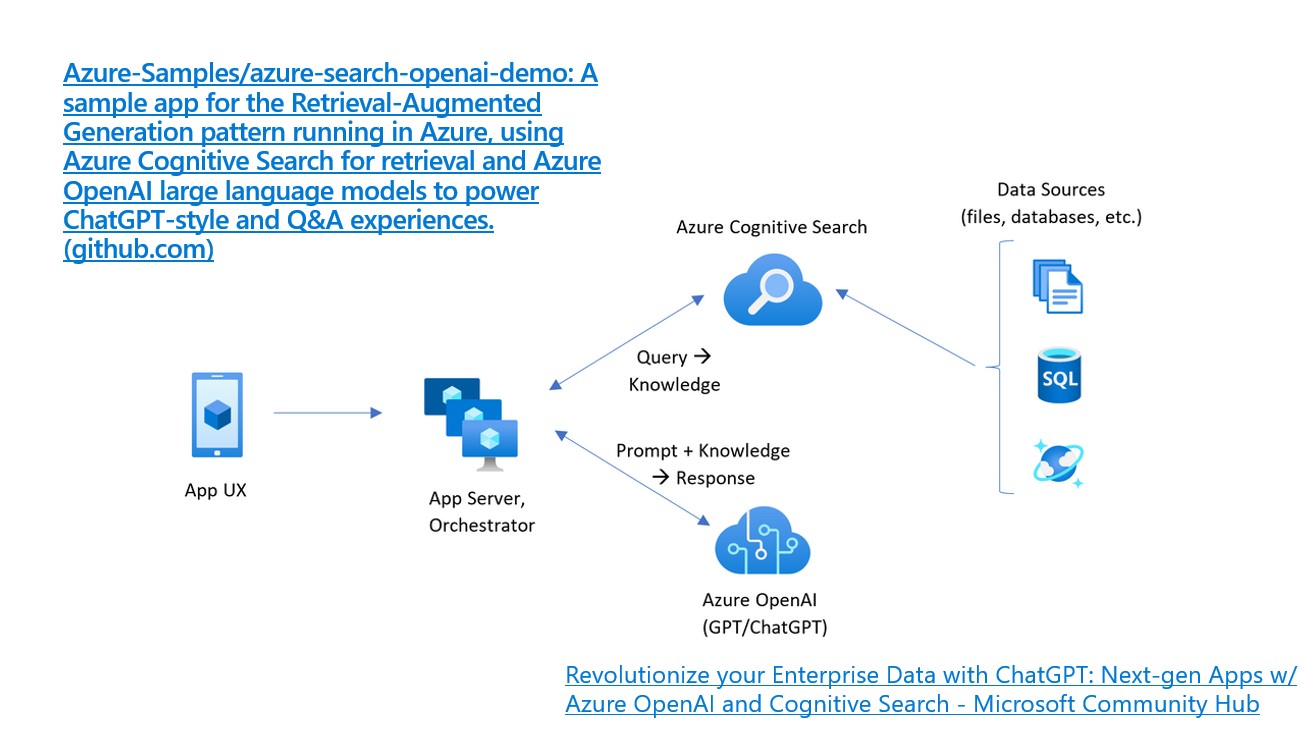 Azure-Samples/azure-search-openai-demo: A
sample app for the Retrieval-Augmented
Generation pattern running in Azure, using
Azure Cognitive Search for retrieval and Azure
OpenAI large language models to power
ChatGPT-style and Q&A experiences.
(github.com)
Data Sources
(files, databases, etc.)
Azure Cognitive Search
Query →
Knowledge
SQL
Prompt + Knowledge
→ Response
App UX
App Server,
Orchestrator
Azure OpenAI
(GPT/ChatGPT)
Revolutionize your Enterprise Data with ChatGPT: Next-gen Apps w/
Azure OpenAI and Cognitive Search - Microsoft Community Hub